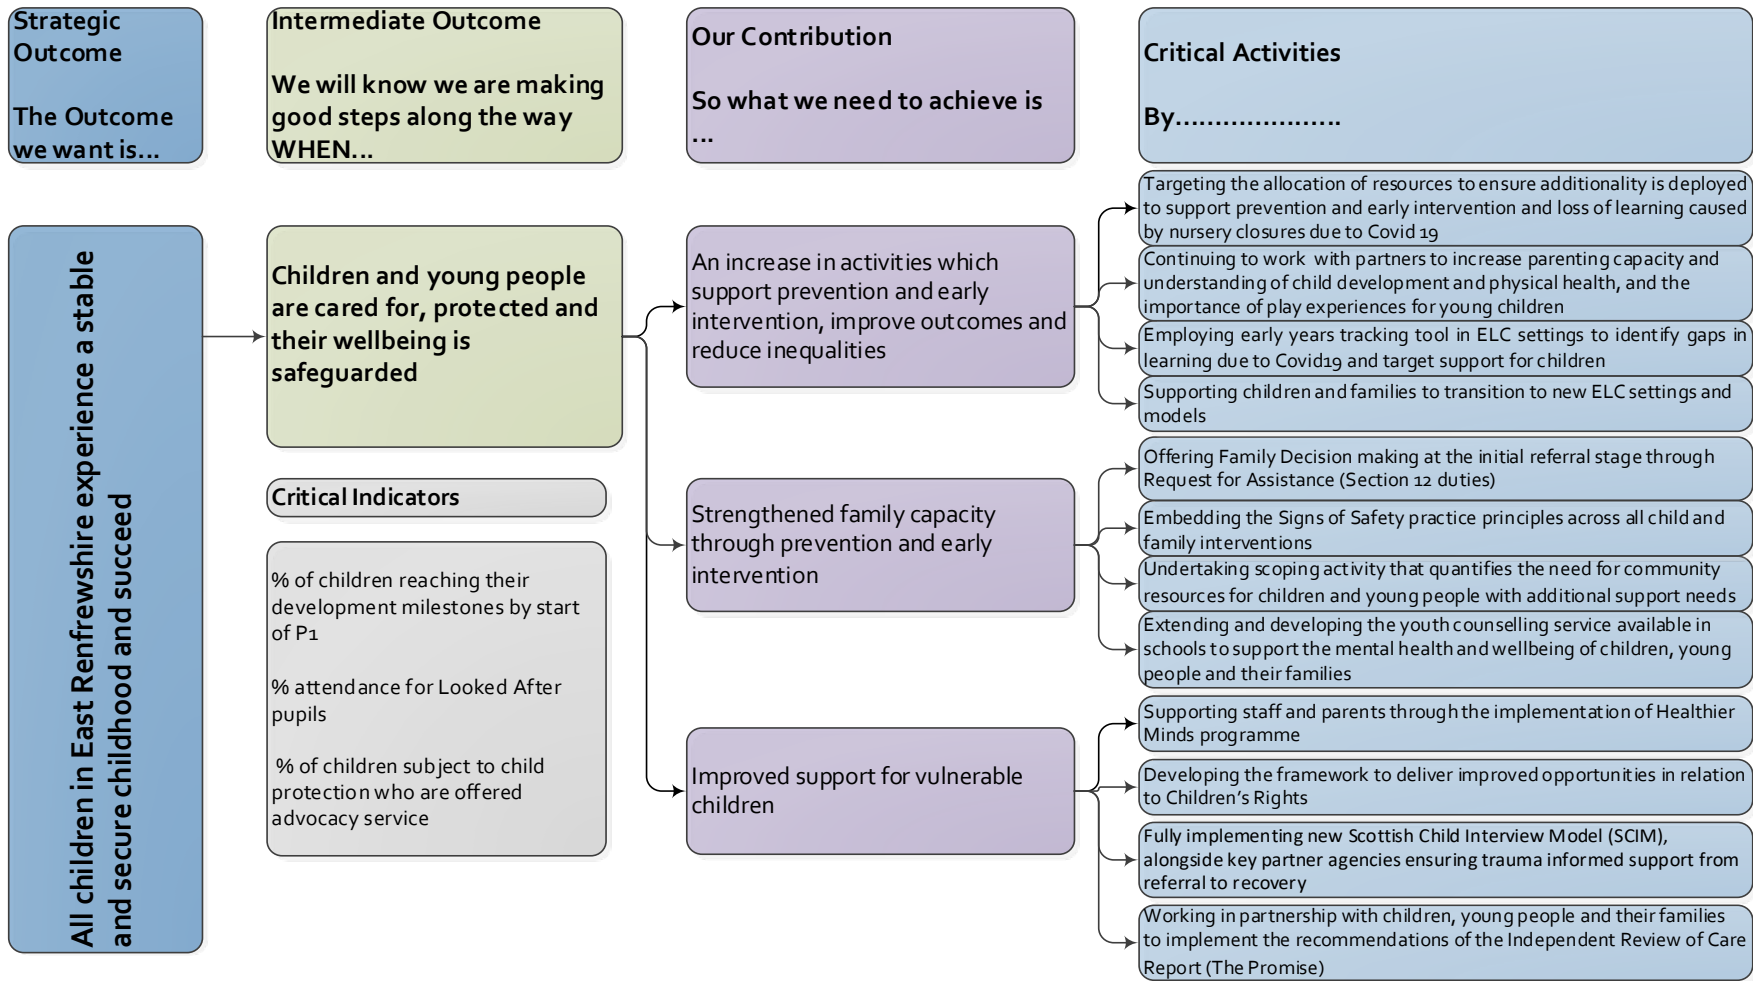 Strategic
Outcome
The Outcome
we want is...
Intermediate Outcome
We will know we are making
good steps along the way
WHEN...
Our Contribution
So what we need to achieve is
...
Critical Activities
By.....................
All children in East Renfrewshire experience a stable
and secure childhood and succeed
Children and young people
are cared for, protected and
their wellbeing is
safeguarded
Critical Indicators
% of children reaching their
development milestones by start
of P1
% attendance for Looked After
pupils
% of children subject to child
protection who are offered
advocacy service
An increase in activities which
support prevention and early
intervention, improve outcomes and
reduce inequalities
Targeting the allocation of resources to ensure additionality is deployed
to support prevention and early intervention and loss of learning caused
by nursery closures due to Covid 19
Continuing to work with partners to increase parenting capacity and
understanding of child development and physical health, and the
importance of play experiences for young children
Employing early years tracking tool in ELC settings to identify gaps in
learning due to Covid19 and target support for children
Supporting children and families to transition to new ELC settings and
models
Strengthened family capacity
through prevention and early
intervention
Offering Family Decision making at the initial referral stage through
Request for Assistance (Section 12 duties)
Embedding the Signs of Safety practice principles across all child and
family interventions
Undertaking scoping activity that quantifies the need for community
resources for children and young people with additional support needs
Extending and developing the youth counselling service available in
schools to support the mental health and wellbeing of children, young
people and their families
Improved support for vulnerable
children
Supporting staff and parents through the implementation of Healthier
Minds programme
Developing the framework to deliver improved opportunities in relation
to Children's Rights
Fully implementing new Scottish Child Interview Model (SCIM),
alongside key partner agencies ensuring trauma informed support from
referral to recovery
Working in partnership with children, young people and their families
to implement the recommendations of the Independent Review of Care
Report (The Promise)